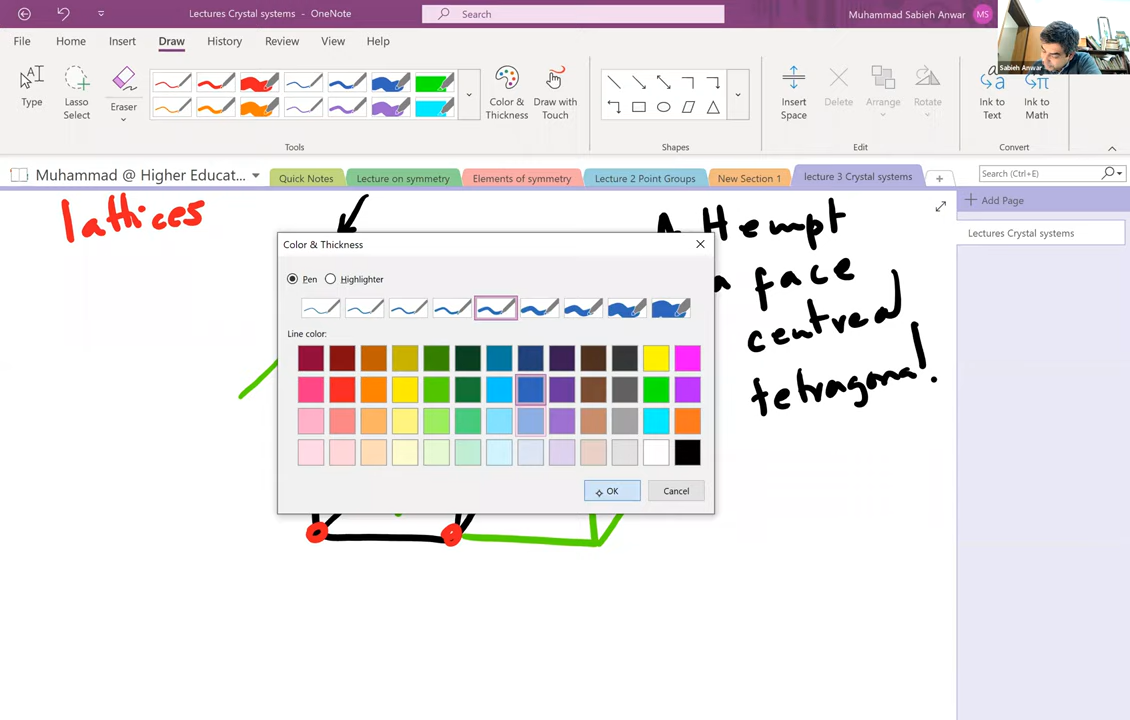 Lectures Crystal systems - OneNote
Search
Muhammad Sabieh Anwar
MS
Sabieh Anwar
File Home Insert Draw History Review View Help
Type
Lasso Select
Eraser
Color & Thickness
Draw with Touch
Insert Space
Delete
Arrange
Rotate
Ink to Text
Ink to Math
Tools
Shapes
Edit
Convert
Muhammad @ Higher Educat...
Quick Notes
Lecture on symmetry
Elements of symmetry
Lecture 2 Point Groups
New Section 1
lecture 3 Crystal systems
Search (Ctrl+E)
Add Page
Lectures Crystal systems
lattices
Attempt
a face
centred
tetragonal.
Color & Thickness
Pen Highlighter
Line color:
OK
Cancel